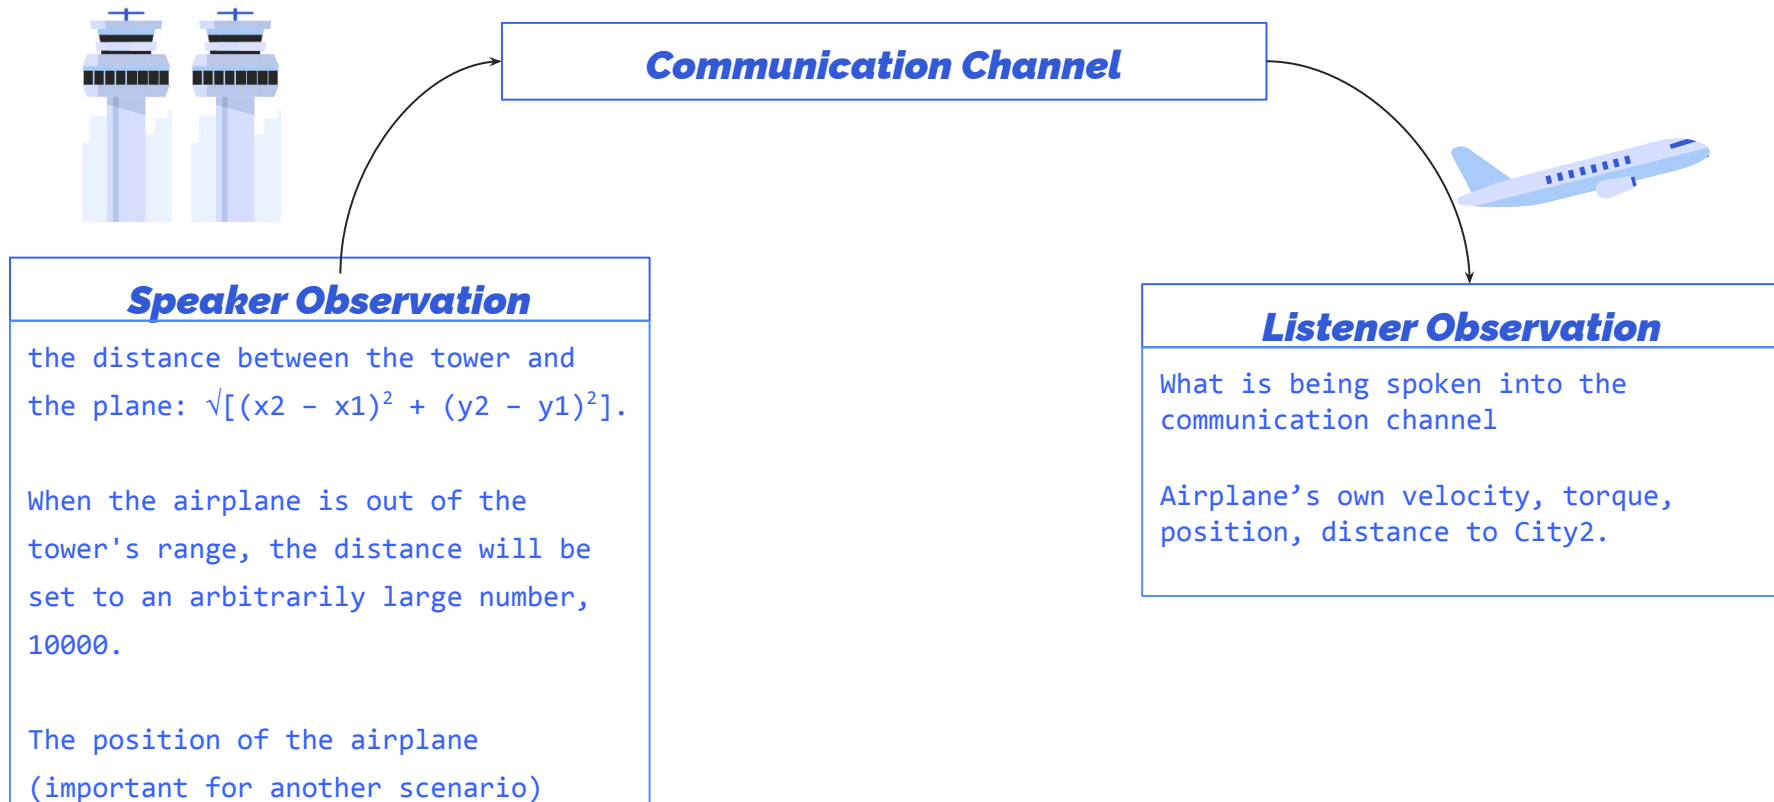 Communication Channel
Speaker Observation
the distance between the tower and
the plane: √[(x2 – x1)² + (y2 – y1)²].
When the airplane is out of the
tower's range, the distance will be
set to an arbitrarily large number,
10000.
The position of the airplane
(important for another scenario)
Listener Observation
What is being spoken into the
communication channel
Airplane’s own velocity, torque,
position, distance to City2.